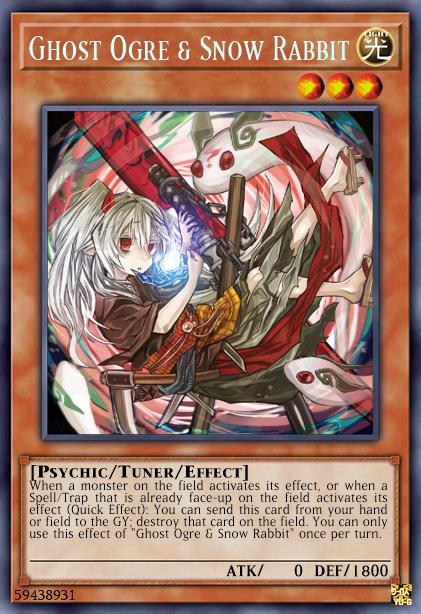 GHOST OGRE & SNOW RABBIT
LIGHT
光
[PSYCHIC/TUNER/EFFECT]
When a monster on the field activates its effect, or when a
Spell/Trap that is already face-up on the field activates its
effect (Quick Effect): You can send this card from your hand
or field to the GY; destroy that card on the field. You can only
use this effect of "Ghost Ogre & Snow Rabbit" once per turn.
ATK/ 0 DEF/1800
59438931